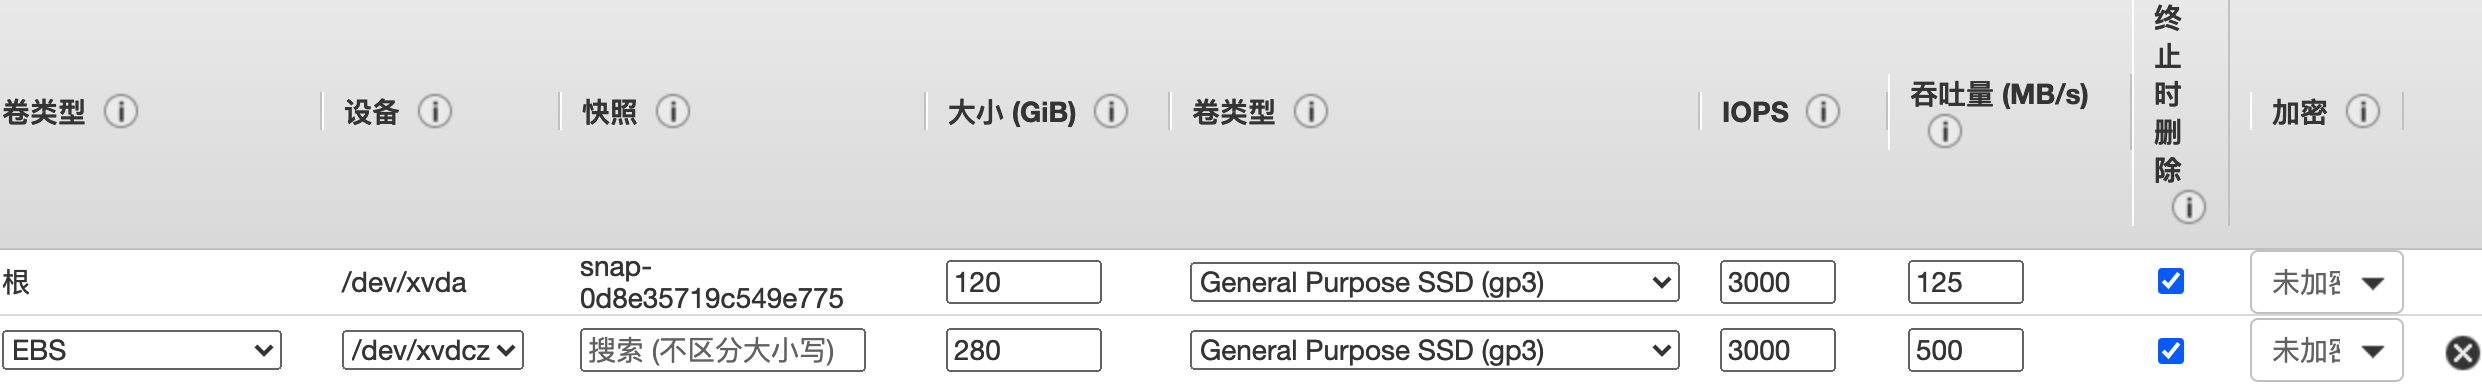 卷类型
设备
快照
大小 (GiB)
卷类型
IOPS
吞吐量 (MB/s)
终
止
时
删
除
加密
根
/dev/xvda
snap-
0d8e35719c549e775
120
General Purpose SSD (gp3)
3000
125
未加
EBS
/dev/xvdcz
搜索 (不区分大小写)
280
General Purpose SSD (gp3)
3000
500
未加